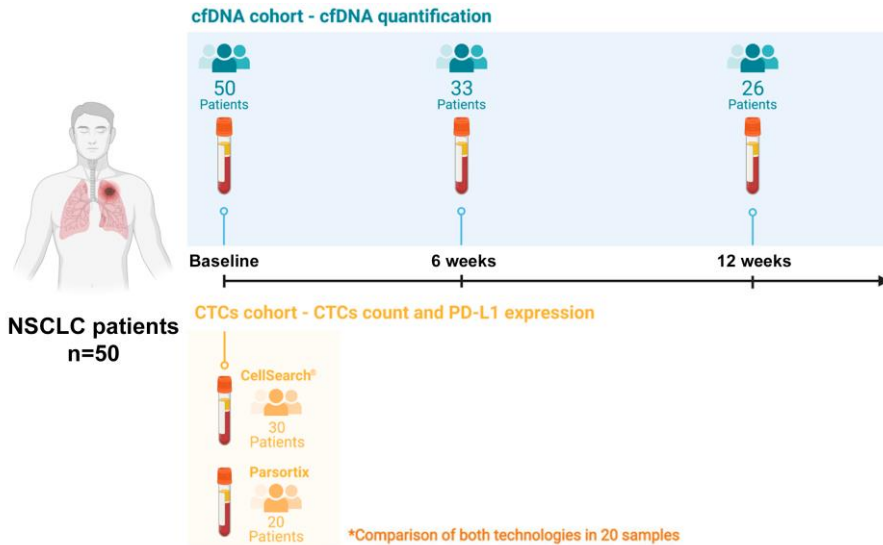 cfDNA cohort - cfDNA quantification
50
Patients
33
Patients
26
Patients
Baseline
6 weeks
12 weeks
NSCLC patients
n=50
CTCs cohort - CTCs count and PD-L1 expression
CellSearch®
30
Patients
Parsortix
20
Patients
*Comparison of both technologies in 20 samples